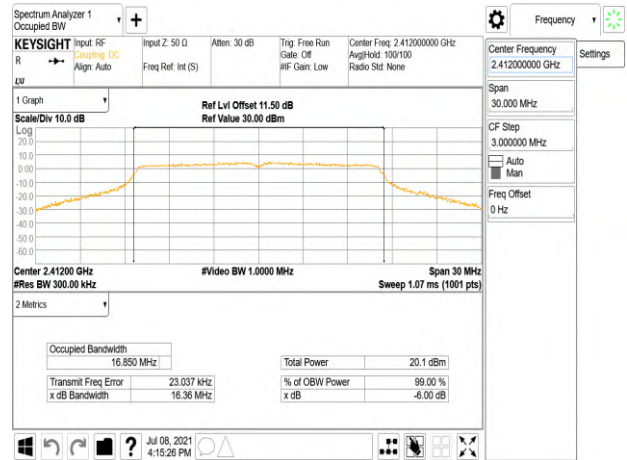 Spectrum Analyzer 1
Occupied BW
Frequency
KEYSIGHT
R
LXI
Input: RF
Coupling: DC
Align: Auto
Input Z: 50 Ω
Freq Ref: Int (S)
Atten: 30 dB
Trig: Free Run
Gate: Off
#IF Gain: Low
Center Freq: 2.412000000 GHz
Avg|Hold: 100/100
Radio Std: None
Center Frequency
2.412000000 GHz
Settings
Span
30.000 MHz
CF Step
3.000000 MHz
Auto
Man
Freq Offset
0 Hz
1 Graph
Scale/Div 10.0 dB
Ref Lvl Offset 11.50 dB
Ref Value 30.00 dBm
Log
20.0
10.0
0.00
-10.0
-20.0
-30.0
-40.0
-50.0
-60.0
Center 2.41200 GHz
#Video BW 1.0000 MHz
Span 30 MHz
#Res BW 300.00 kHz
Sweep 1.07 ms (1001 pts)
2 Metrics
Occupied Bandwidth
16.850 MHz
Total Power 20.1 dBm
Transmit Freq Error 23.037 kHz
% of OBW Power 99.00 %
x dB Bandwidth 16.36 MHz
x dB -6.00 dB
?
Jul 08, 2021
4:15:26 PM